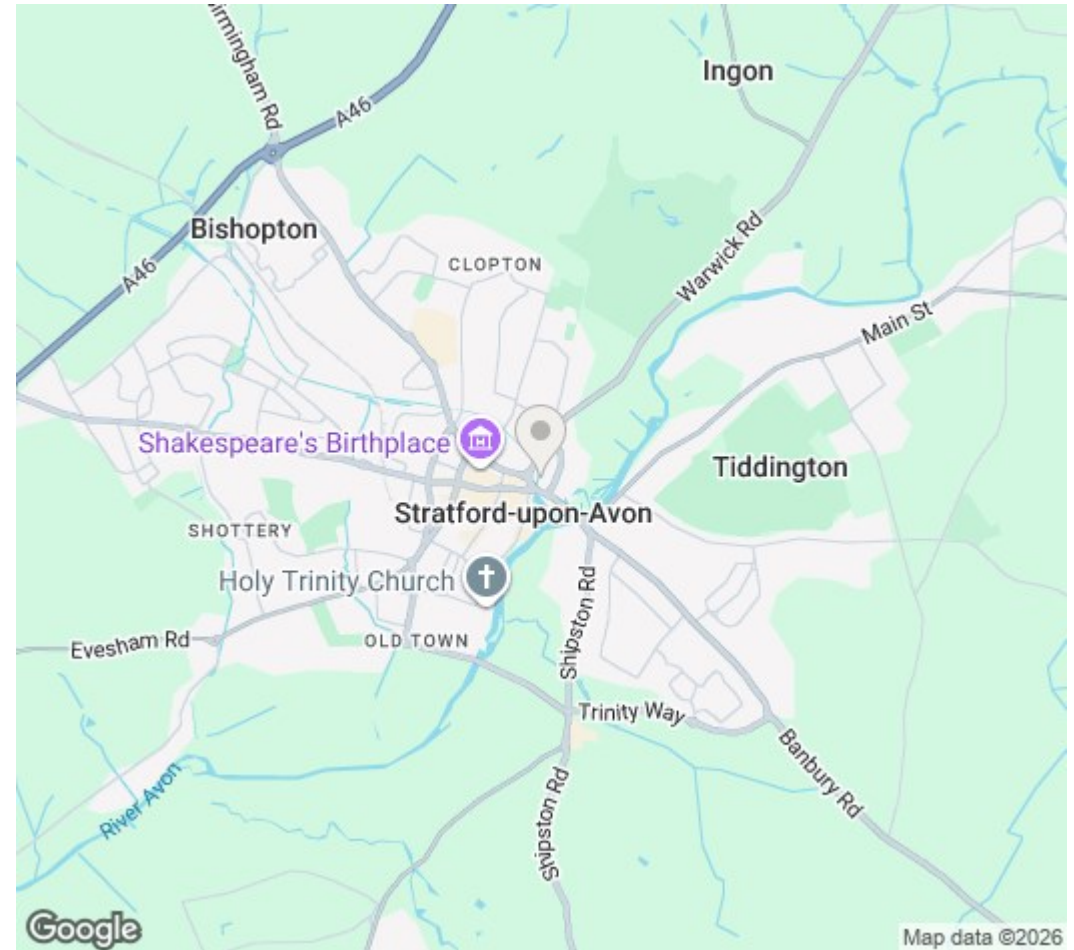 Birmingham Rd
A46
Ingon
Bishopton
CLOPTON
A46
Warwick Rd
Main St
Shakespeare's Birthplace
Tiddington
Stratford-upon-Avon
SHOTTERY
Holy Trinity Church
Shipston Rd
Evesham Rd
OLD TOWN
Trinity Way
Banbury Rd
River Avon
Shipston Rd
Google
Map data ©2026